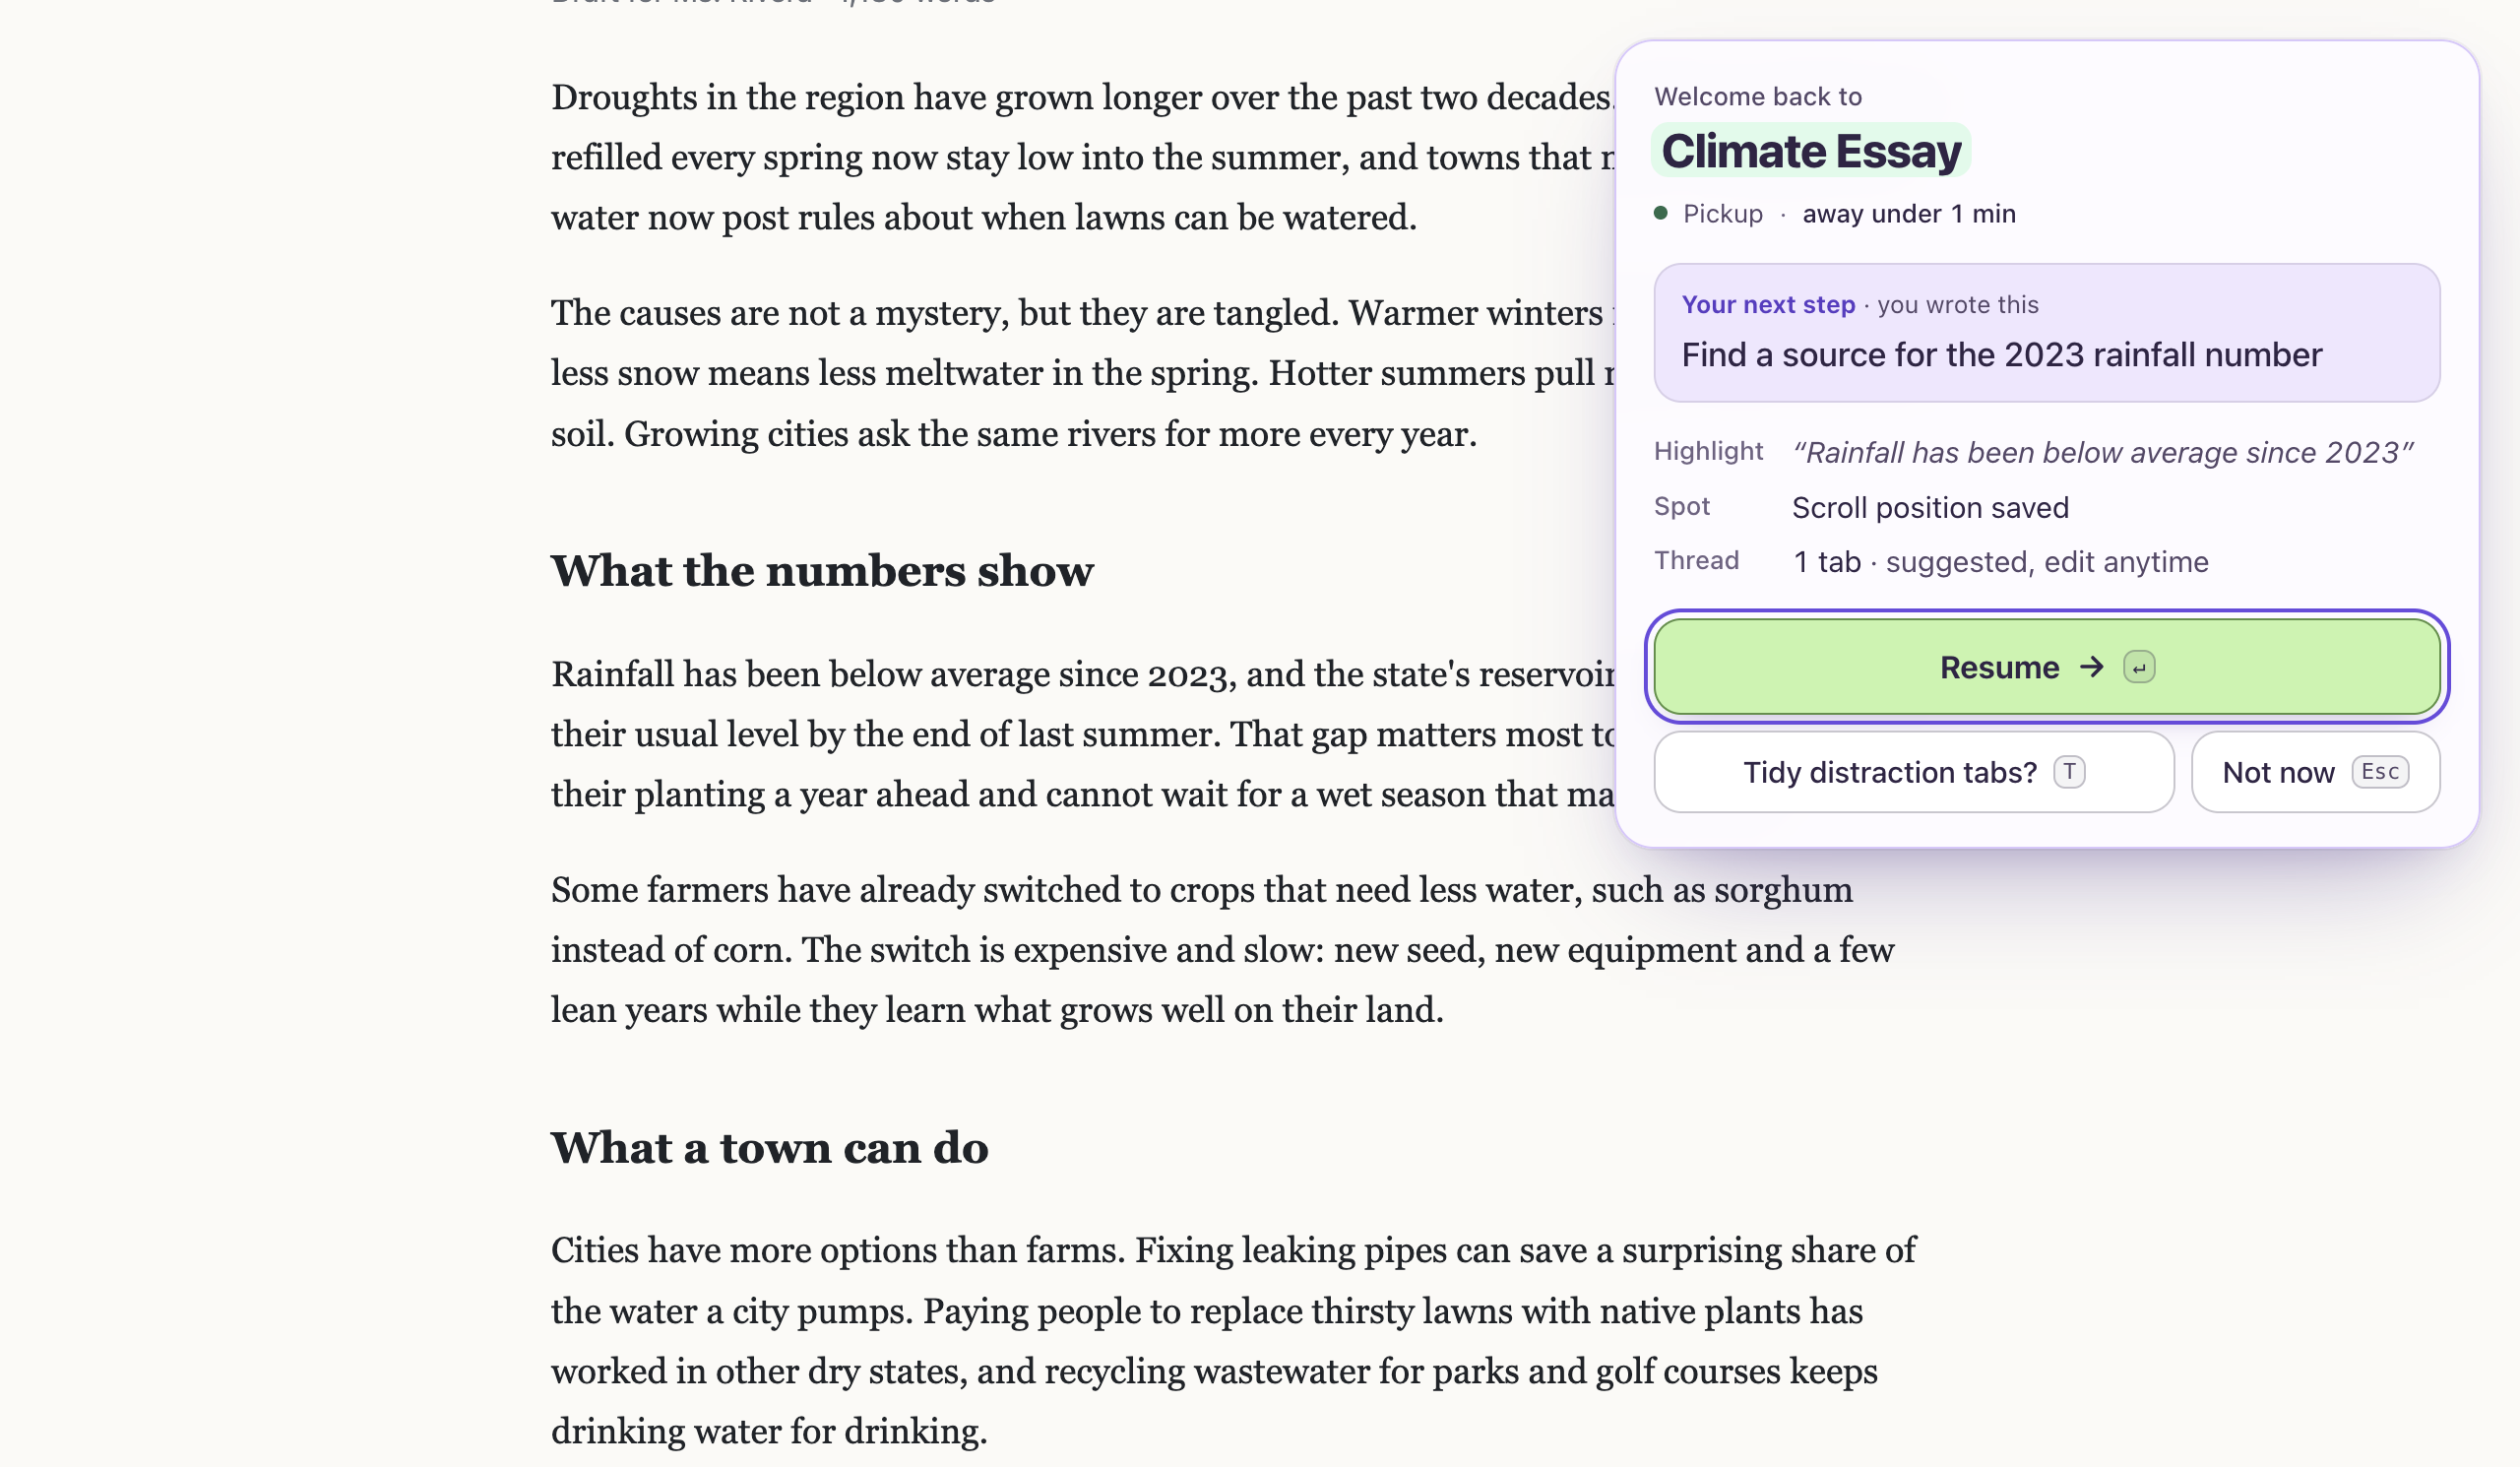 Droughts in the region have grown longer over the past two decades.
refilled every spring now stay low into the summer, and towns that
water now post rules about when lawns can be watered.
The causes are not a mystery, but they are tangled. Warmer winters
less snow means less meltwater in the spring. Hotter summers pull
soil. Growing cities ask the same rivers for more every year.
What the numbers show
Rainfall has been below average since 2023, and the state's
their usual level by the end of last summer. That gap matters most
their planting a year ahead and cannot wait for a wet season that
Some farmers have already switched to crops that need less water, such as sorghum
instead of corn. The switch is expensive and slow: new seed, new equipment and a few
lean years while they learn what grows well on their land.
What a town can do
Cities have more options than farms. Fixing leaking pipes can save a surprising share of
the water a city pumps. Paying people to replace thirsty lawns with native plants has
worked in other dry states, and recycling wastewater for parks and golf courses keeps
drinking water for drinking.
Welcome back to
Climate Essay
Pickup · away under 1 min
Your next step · you wrote this
Find a source for the 2023 rainfall number
Highlight “Rainfall has been below average since 2023”
Spot Scroll position saved
Thread 1 tab · suggested, edit anytime
Resume → ↵
Tidy distraction tabs? T
Not now Esc